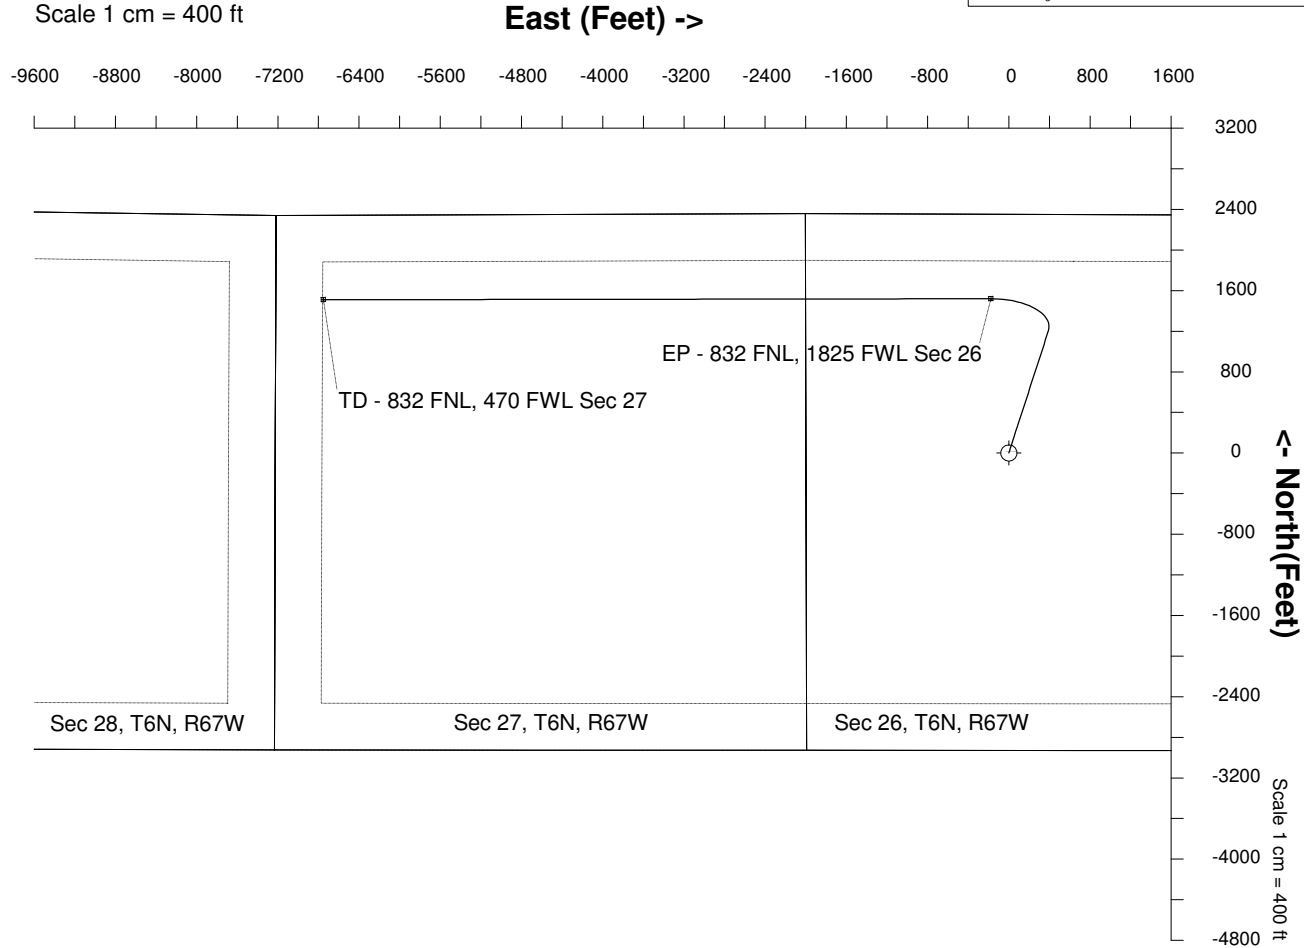 Scale 1 cm = 400 ft
East (Feet) ->
-9600 -8800 -8000 -7200 -6400 -5600 -4800 -4000 -3200 -2400 -1600 -800 0 800 1600
3200
2400
1600
EP - 832 FNL, 1825 FWL Sec 26
800
TD - 832 FNL, 470 FWL Sec 27
0
<- North(Feet)
-800
-1600
-2400
Sec 28, T6N, R67W
Sec 27, T6N, R67W
Sec 26, T6N, R67W
-3200
Scale 1 cm = 400 ft
-4000
-4800